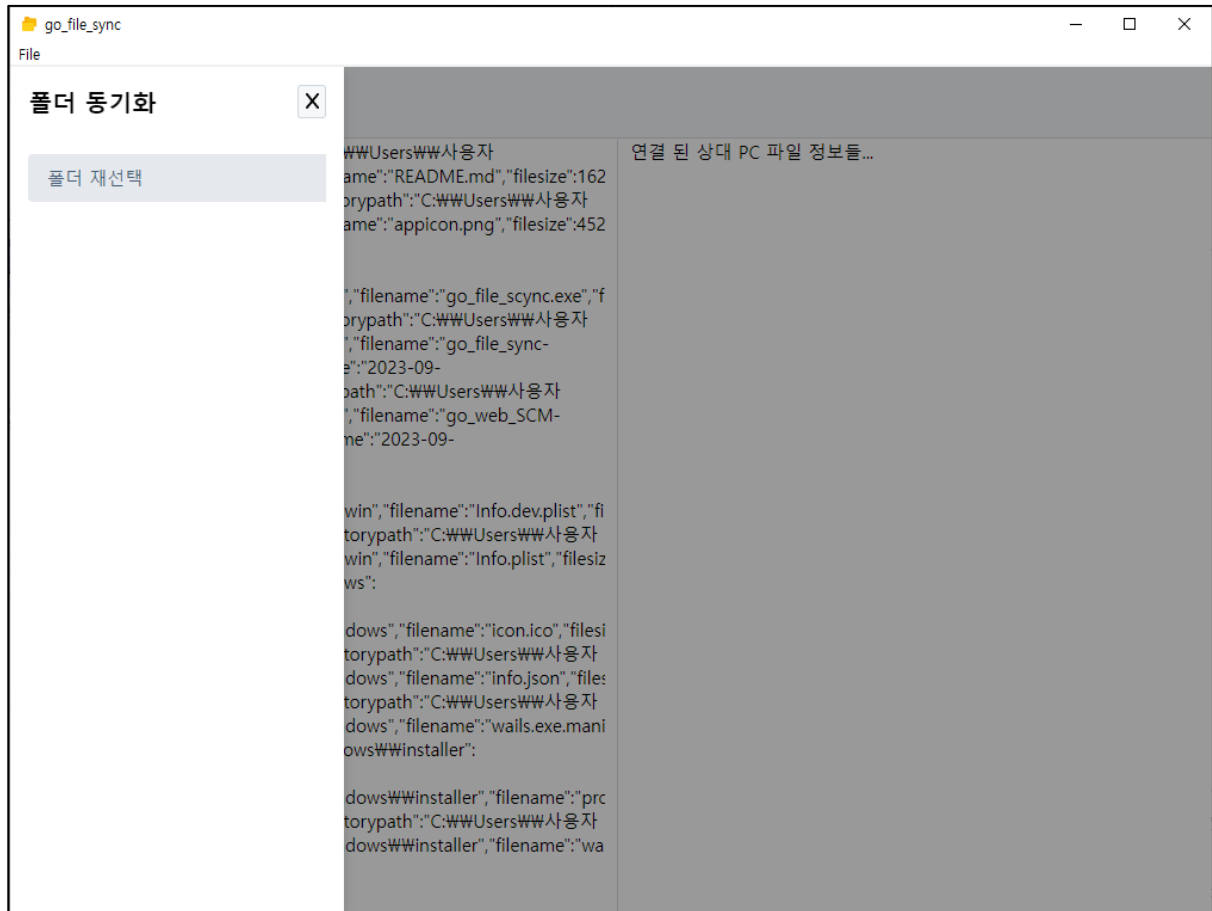 go_file_sync
File
폴더 동기화
X
폴더 재선택
₩₩Users₩₩사용자
ame":"README.md","filesize":162
orypath":"C:₩₩Users₩₩사용자
ame":"appicon.png","filesize":452
","filename":"go_file_scync.exe","f
orypath":"C:₩₩Users₩₩사용자
","filename":"go_file_sync-
e":"2023-09-
path":"C:₩₩Users₩₩사용자
","filename":"go_web_SCM-
me":"2023-09-
win","filename":"Info.dev.plist","fi
torypath":"C:₩₩Users₩₩사용자
win","filename":"Info.plist","filesiz
ws":
dows","filename":"icon.ico","filesi
torypath":"C:₩₩Users₩₩사용자
dows","filename":"info.json","files
torypath":"C:₩₩Users₩₩사용자
dows","filename":"wails.exe.mani
ows₩₩installer":
dows₩₩installer","filename":"prc
torypath":"C:₩₩Users₩₩사용자
dows₩₩installer","filename":"wa
연결 된 상대 PC 파일 정보들...